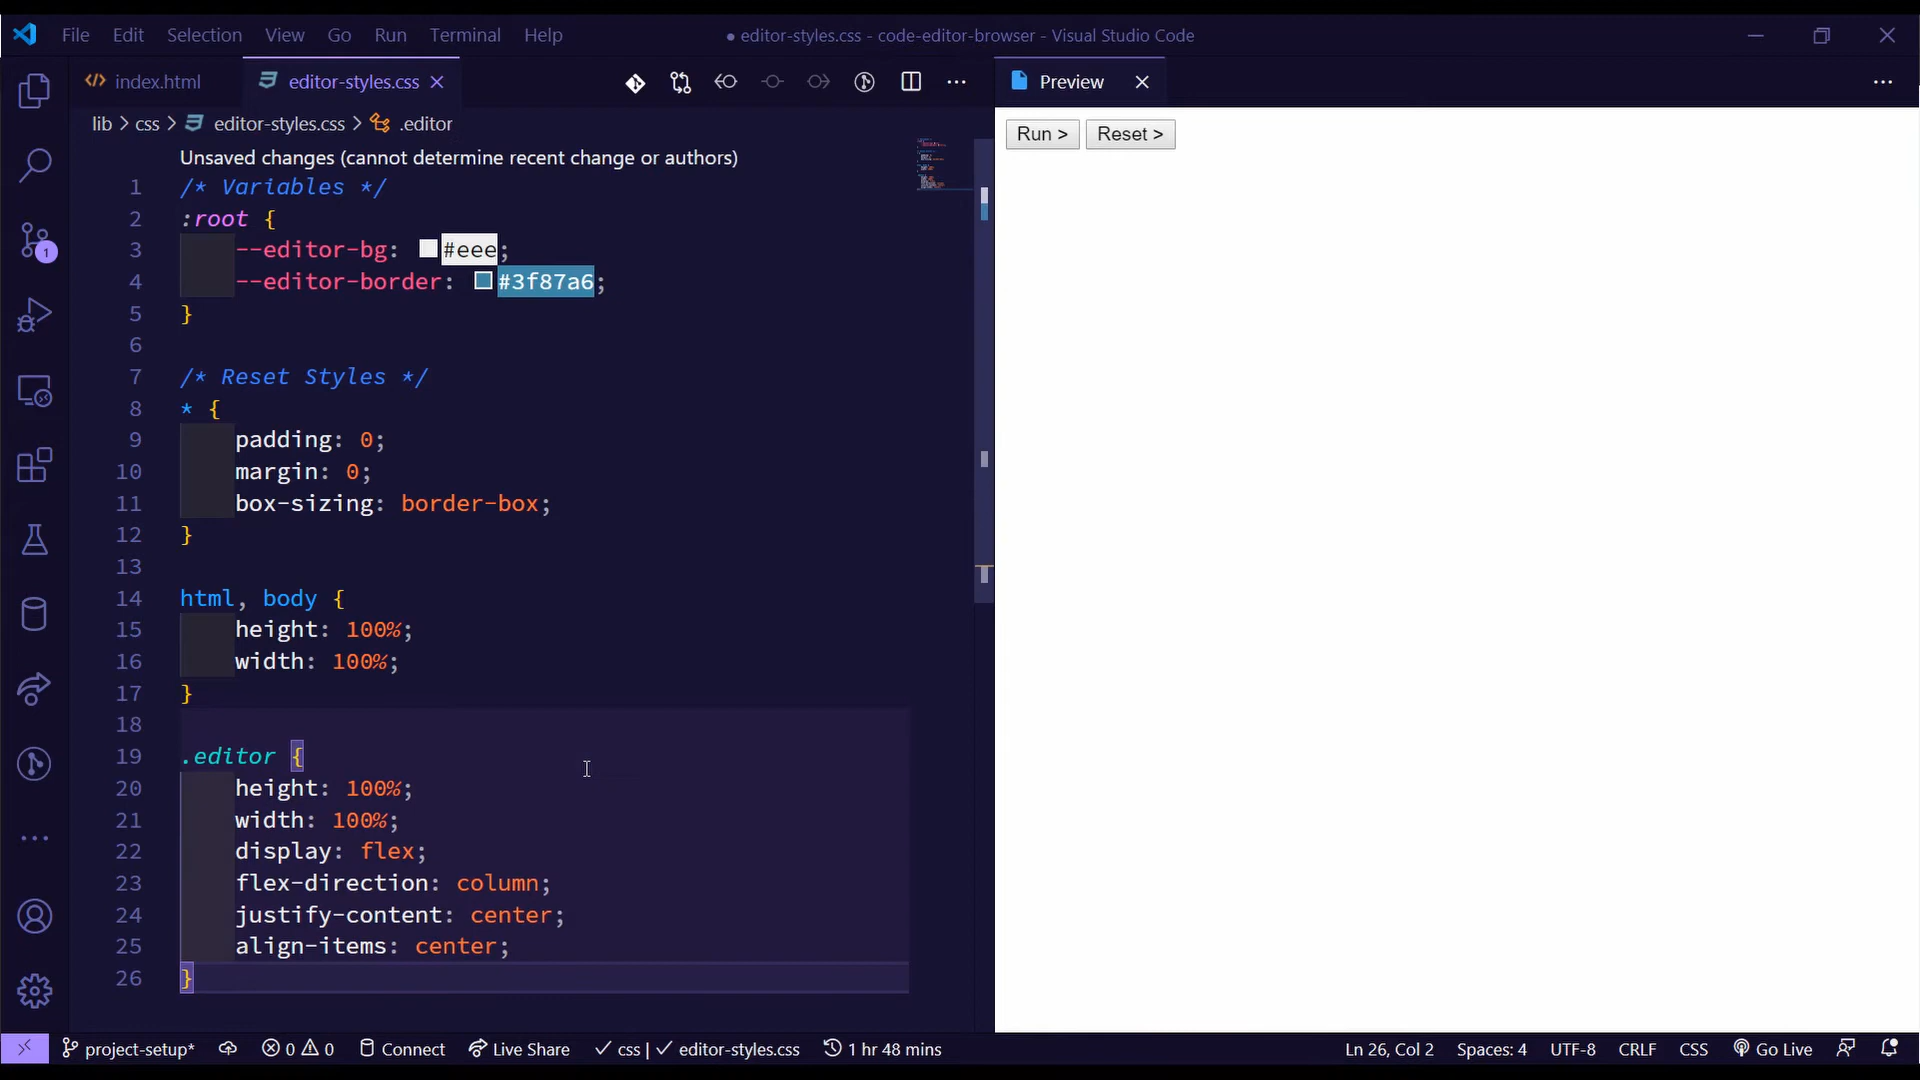 File Edit Selection View Go Run Terminal Help
● editor-styles.css - code-editor-browser - Visual Studio Code
index.html
editor-styles.css
Preview
lib > css > editor-styles.css > .editor
Run >
Reset >
Unsaved changes (cannot determine recent change or authors)
1 /* Variables */
2 :root {
3 --editor-bg: #eee;
4 --editor-border: #3f87a6;
5 }
6
7 /* Reset Styles */
8 * {
9 padding: 0;
10 margin: 0;
11 box-sizing: border-box;
12 }
13
14 html, body {
15 height: 100%;
16 width: 100%;
17 }
18
19 .editor {
20 height: 100%;
21 width: 100%;
22 display: flex;
23 flex-direction: column;
24 justify-content: center;
25 align-items: center;
26 }
1
project-setup* 0 0 Connect Live Share css | editor-styles.css 1 hr 48 mins
Ln 26, Col 2 Spaces: 4 UTF-8 CRLF CSS Go Live